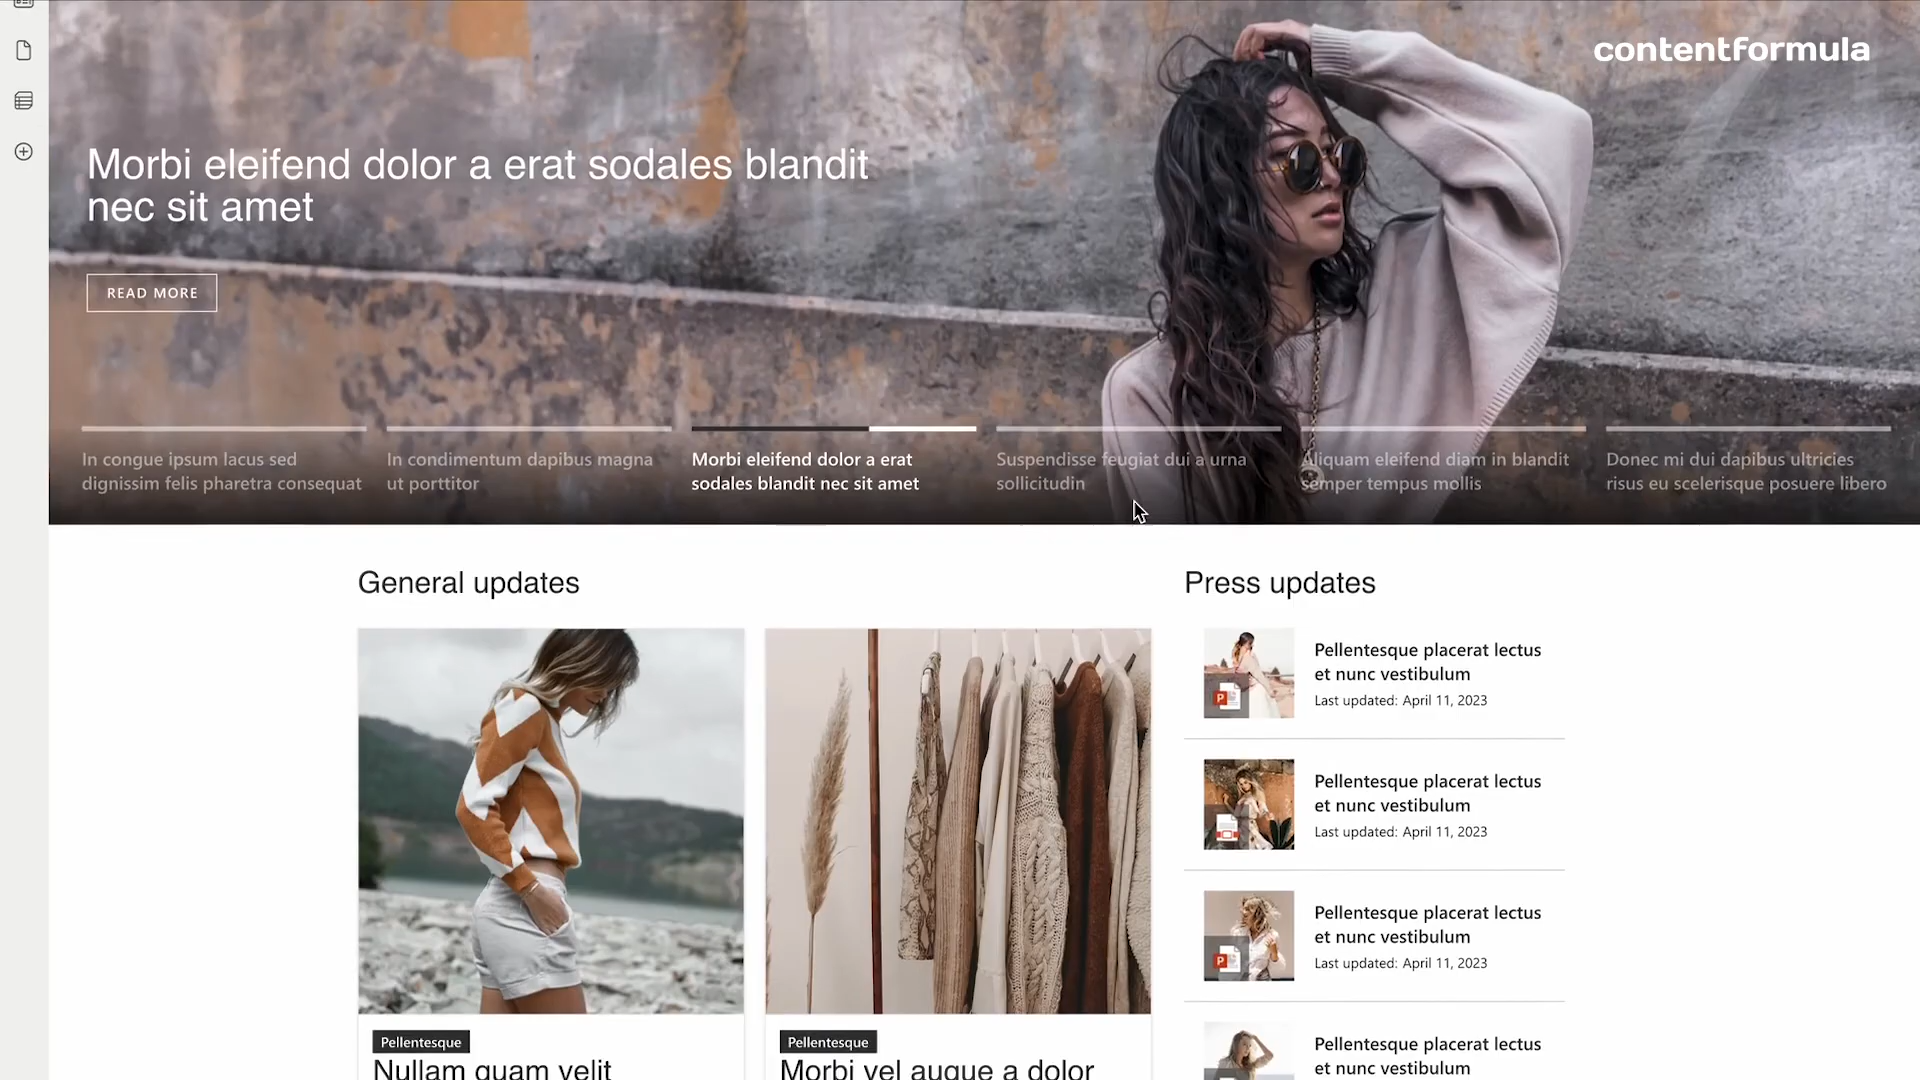 contentformula
Morbi eleifend dolor a erat sodales blandit
nec sit amet
READ MORE
In congue ipsum lacus sed
dignissim felis pharetra consequat
In condimentum dapibus magna
ut porttitor
Morbi eleifend dolor a erat
sodales blandit nec sit amet
Suspendisse feugiat dui a urna
sollicitudin
Aliquam eleifend diam in blandit
semper tempus mollis
Donec mi dui dapibus ultricies
risus eu scelerisque posuere libero
General updates
Pellentesque
Nullam quam velit
Pellentesque
Morbi vel augue a dolor
Press updates
P
Pellentesque placerat lectus
et nunc vestibulum
Last updated: April 11, 2023
Pellentesque placerat lectus
et nunc vestibulum
Last updated: April 11, 2023
P
Pellentesque placerat lectus
et nunc vestibulum
Last updated: April 11, 2023
Pellentesque placerat lectus
et nunc vestibulum